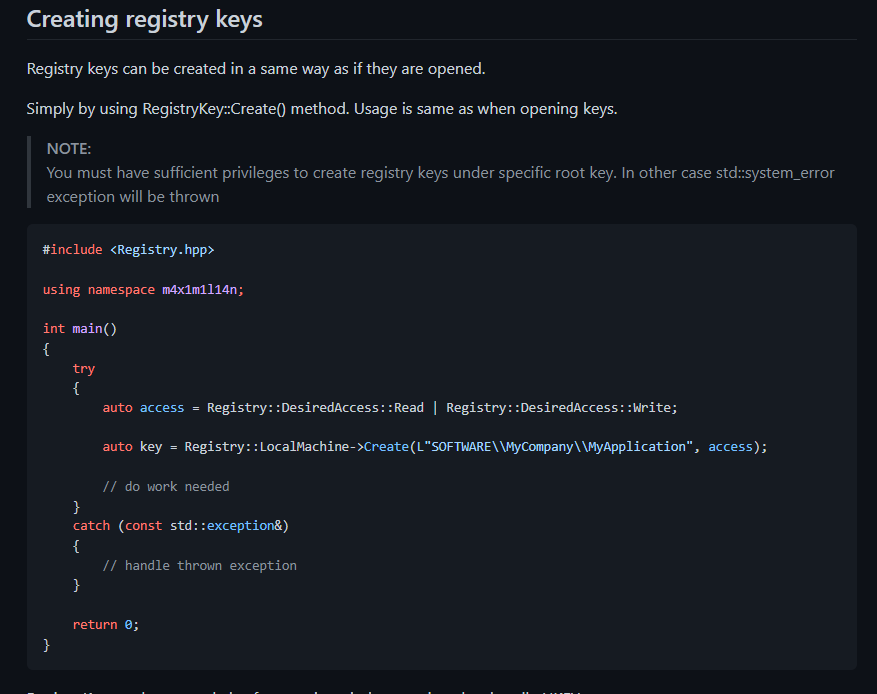 Creating registry keys
Registry keys can be created in a same way as if they are opened.
Simply by using RegistryKey::Create() method. Usage is same as when opening keys.
NOTE:
You must have sufficient privileges to create registry keys under specific root key. In other case std::system_error
exception will be thrown
#include <Registry.hpp>
using namespace m4x1m1l14n;
int main()
{
try
{
auto access = Registry::DesiredAccess::Read | Registry::DesiredAccess::Write;
auto key = Registry::LocalMachine->Create(L"SOFTWARE\\MyCompany\\MyApplication", access);
// do work needed
}
catch (const std::exception&)
{
// handle thrown exception
}
return 0;
}